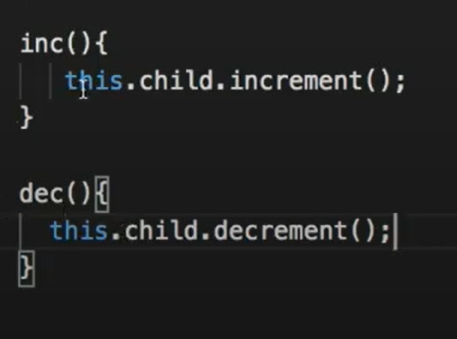 inc(){
this.child.increment();
}
dec(){
this.child.decrement();
}